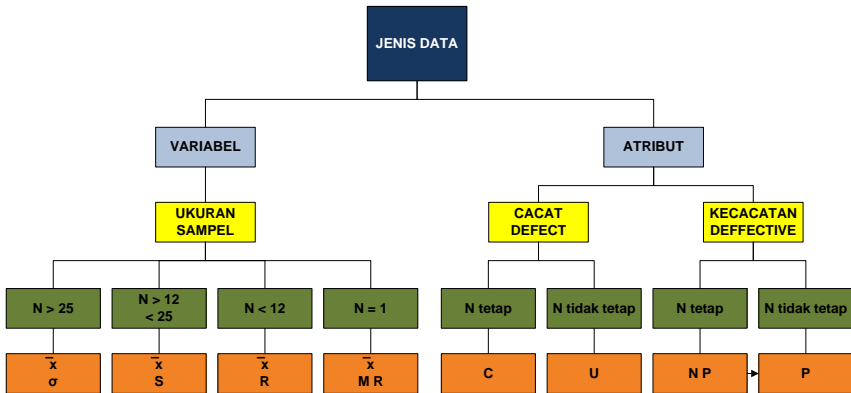 JENIS DATA
VARIABEL
ATRIBUT
UKURAN
SAMPEL
CACAT
DEFECT
KECACATAN
DEFFECTIVE
N > 25
N > 12
< 25
N < 12
N = 1
N tetap
N tidak tetap
N tetap
N tidak tetap
x̅
σ
x̅
S
x̅
R
x̅
M R
C
U
N P
P